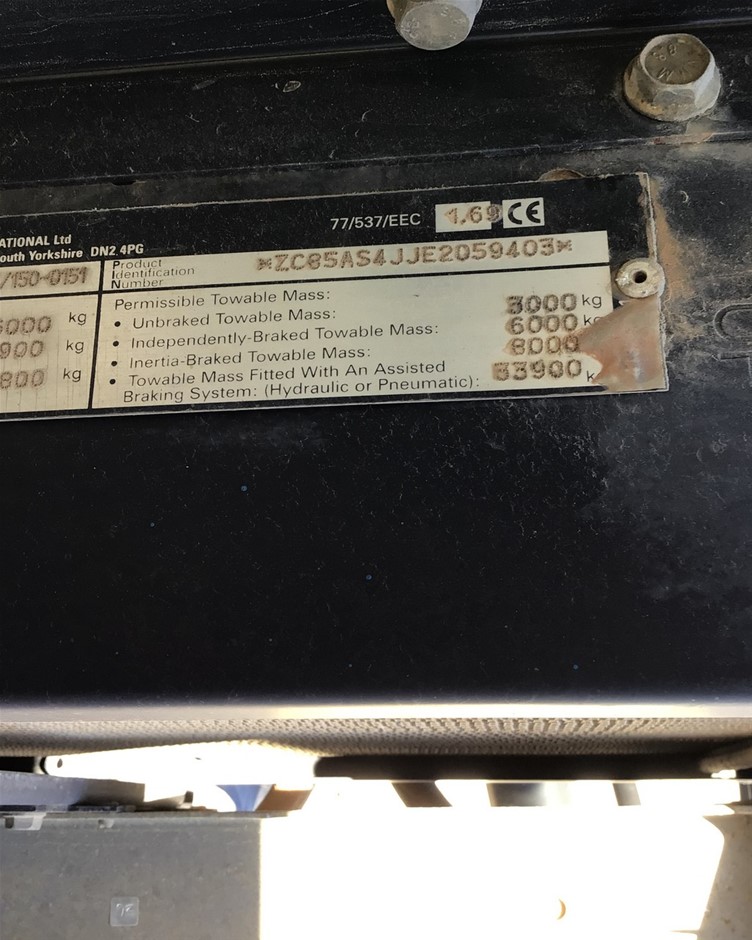 77/537/EEC 1.69 CE
ATIONAL Ltd
outh Yorkshire DN2 4PG
/150-0151 Product Identification Number *ZC85AS4JJE2059403*
Permissible Towable Mass:
000 kg • Unbraked Towable Mass: 3000 kg
900 kg • Independently-Braked Towable Mass: 6000 k
• Inertia-Braked Towable Mass: 8000
800 kg • Towable Mass Fitted With An Assisted
Braking System: (Hydraulic or Pneumatic): 33900 k